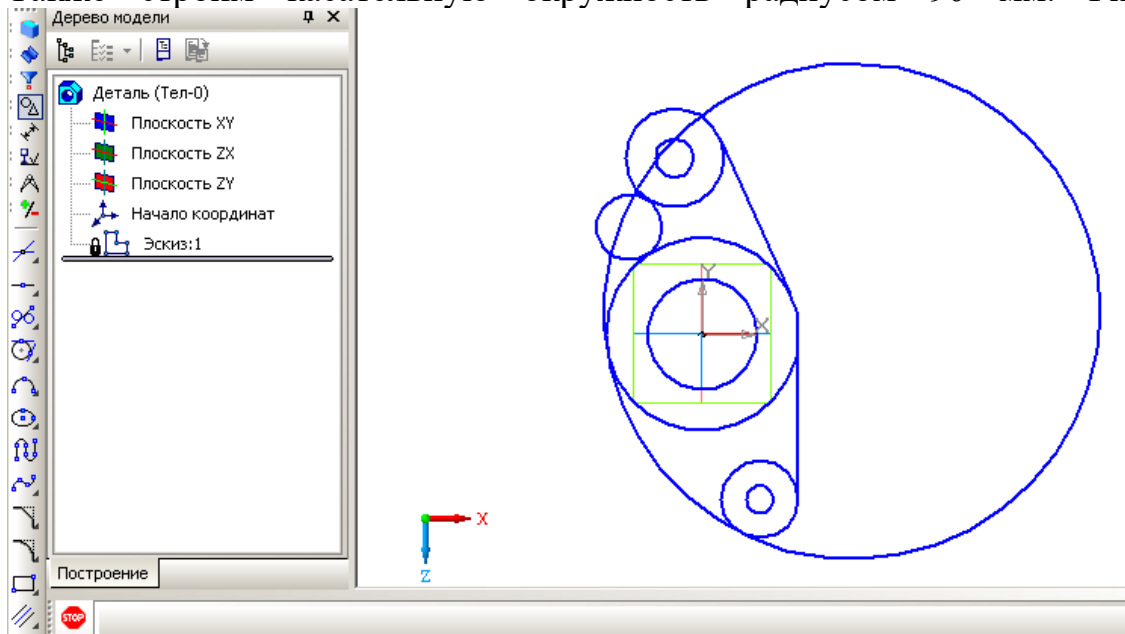 строим касательную окружность радиусом 90 мм.
Дерево модели
Деталь (Тел-0)
Плоскость XY
Плоскость ZX
Плоскость ZY
Начало координат
Эскиз:1
Y
X
X
Z
Построение
STOP